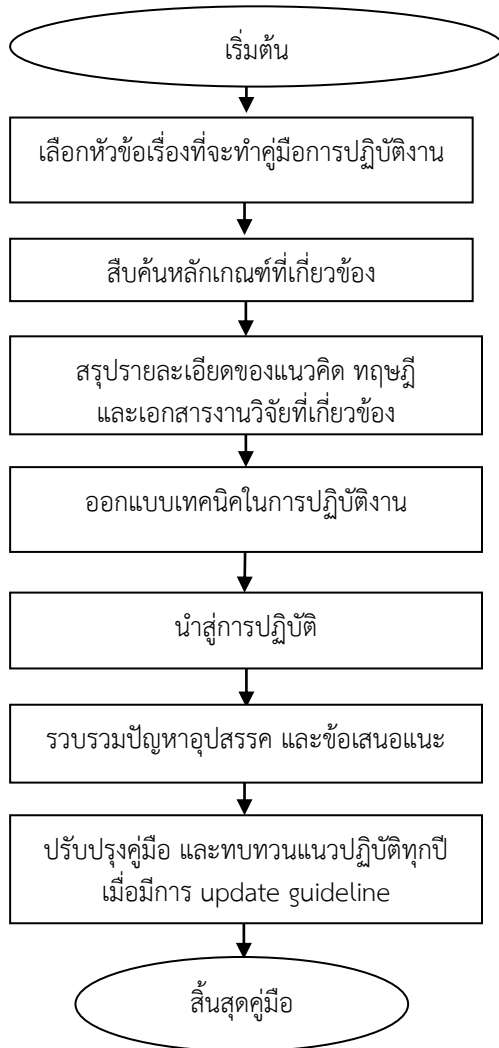 เริ่มต้น
เลือกหัวข้อเรื่องที่จะทำคู่มือการปฏิบัติงาน
สืบค้นหลักเกณฑ์ที่เกี่ยวข้อง
สรุปรายละเอียดของแนวคิด ทฤษฎี
และเอกสารงานวิจัยที่เกี่ยวข้อง
ออกแบบเทคนิคในการปฏิบัติงาน
นำสู่การปฏิบัติ
รวบรวมปัญหาอุปสรรค และข้อเสนอแนะ
ปรับปรุงคู่มือ และทบทวนแนวปฏิบัติทุกปี
เมื่อมีการ update guideline
สิ้นสุดคู่มือ